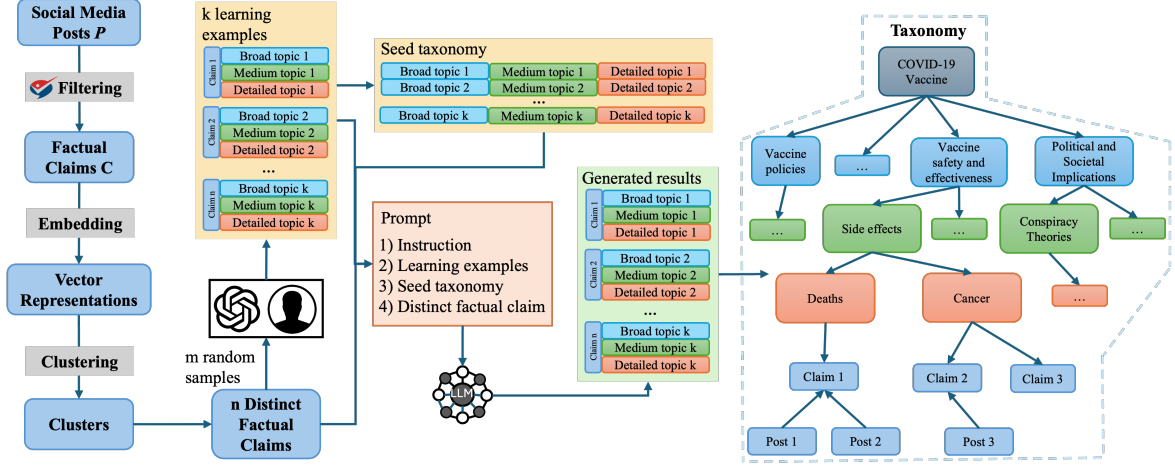 Social Media
Posts P
Filtering
Factual
Claims C
Embedding
Vector
Representations
Clustering
Clusters
n Distinct
Factual
Claims
m random
samples
k learning
examples
Claim 1
Broad topic 1
Medium topic 1
Detailed topic 1
Claim 2
Broad topic 2
Medium topic 2
Detailed topic 2
...
Claim n
Broad topic k
Medium topic k
Detailed topic k
Seed taxonomy
Broad topic 1 Medium topic 1 Detailed topic 1
Broad topic 2 Medium topic 2 Detailed topic 2
...
Broad topic k Medium topic k Detailed topic k
Prompt
1) Instruction
2) Learning examples
3) Seed taxonomy
4) Distinct factual claim
LLM
Generated results
Claim 1
Broad topic 1
Medium topic 1
Detailed topic 1
Claim 2
Broad topic 2
Medium topic 2
Detailed topic 2
...
Claim n
Broad topic k
Medium topic k
Detailed topic k
Taxonomy
COVID-19
Vaccine
Vaccine
policies
...
Vaccine
safety and
effectiveness
Political and
Societal
Implications
...
Side effects
...
Conspiracy
Theories
...
Deaths
Cancer
...
Claim 1
Claim 2
Claim 3
Post 1
Post 2
Post 3